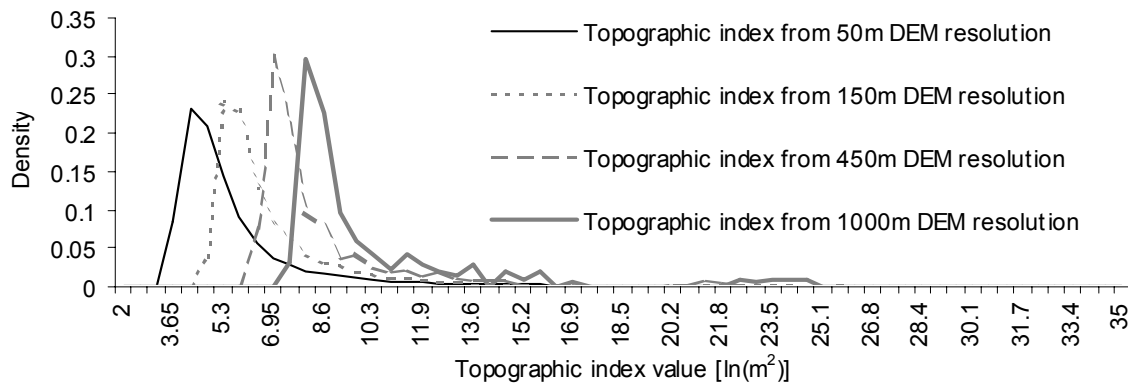 0.35
0.3
0.25
0.2
0.15
0.1
0.05
0
Density
Topographic index from 50m DEM resolution
Topographic index from 150m DEM resolution
Topographic index from 450m DEM resolution
Topographic index from 1000m DEM resolution
2 3.65 5.3 6.95 8.6 10.3 11.9 13.6 15.2 16.9 18.5 20.2 21.8 23.5 25.1 26.8 28.4 30.1 31.7 33.4 35
Topographic index value [ln(m²)]